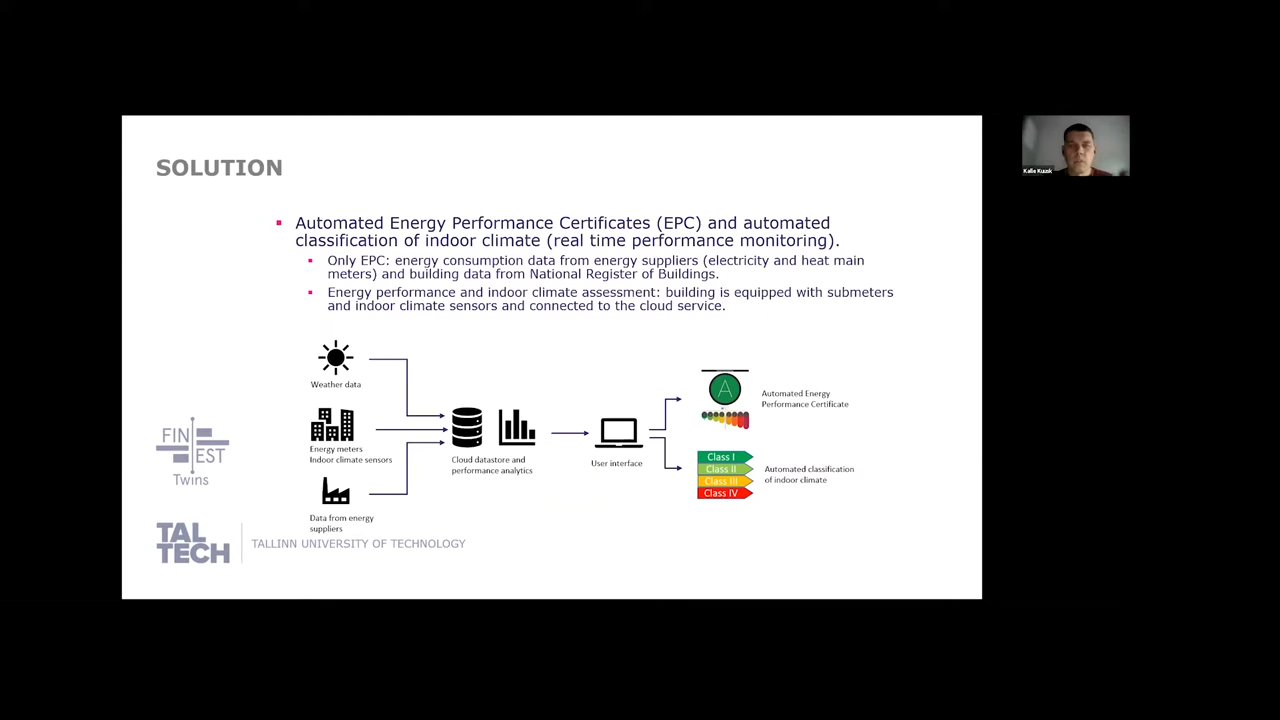 SOLUTION
Automated Energy Performance Certificates (EPC) and automated
classification of indoor climate (real time performance monitoring).
Only EPC: energy consumption data from energy suppliers (electricity and heat main
meters) and building data from National Register of Buildings.
Energy performance and indoor climate assessment: building is equipped with submeters
and indoor climate sensors and connected to the cloud service.
Weather data
Energy meters
Indoor climate sensors
Data from energy
suppliers
Cloud datastore and
performance analytics
User interface
A
Automated Energy
Performance Certificate
Class I
Class II
Class III
Class IV
Automated classification
of indoor climate
FIN
EST
Twins
TAL
TECH
TALLINN UNIVERSITY OF TECHNOLOGY
Kalle Kuusk